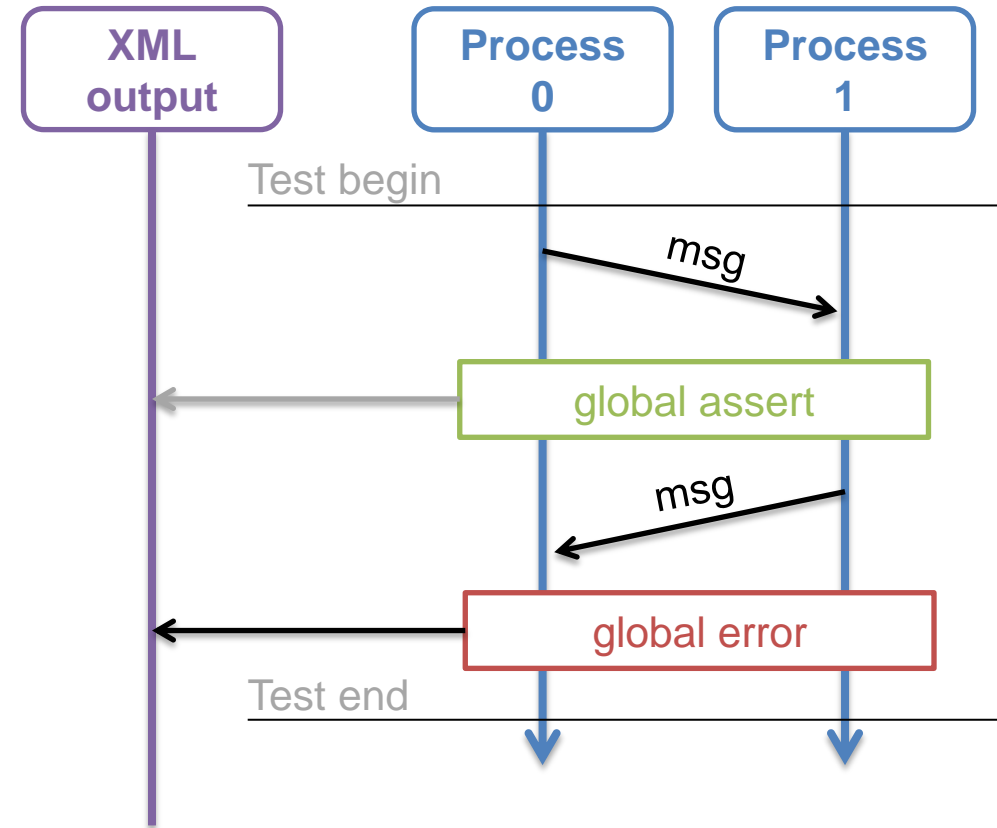 XML
output
Process
0
Process
1
Test begin
msg
global assert
msg
global error
Test end